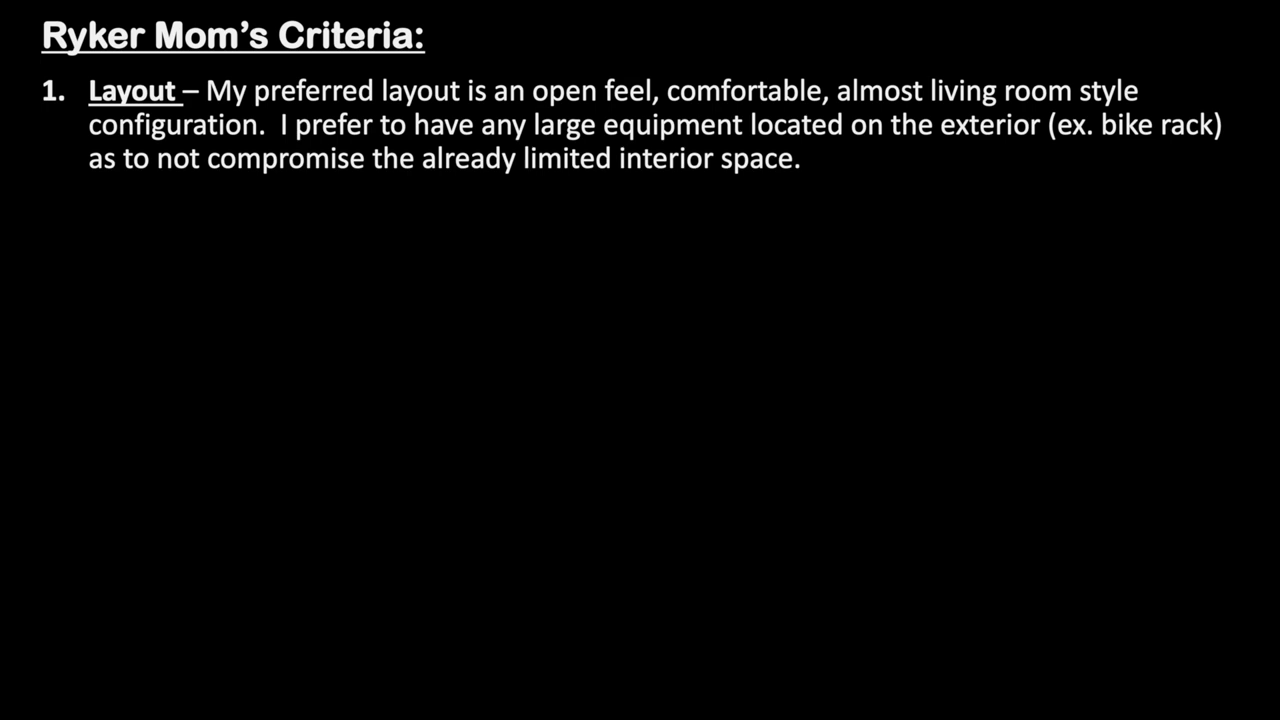 Ryker Mom’s Criteria:
1. Layout – My preferred layout is an open feel, comfortable, almost living room style
configuration.  I prefer to have any large equipment located on the exterior (ex. bike rack)
as to not compromise the already limited interior space.